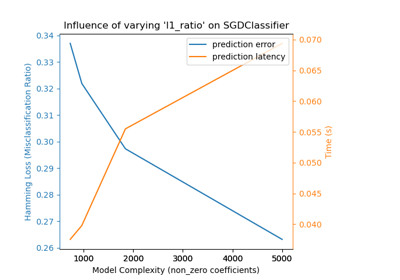 Influence of varying 'l1_ratio' on SGDClassifier
prediction error
prediction latency
0.34
0.33
0.32
0.31
0.30
0.29
0.28
0.27
0.26
Hamming Loss (Misclassification Ratio)
0.070
0.065
0.060
0.055
0.050
0.045
0.040
Time (s)
1000 2000 3000 4000 5000
Model Complexity (non_zero coefficients)